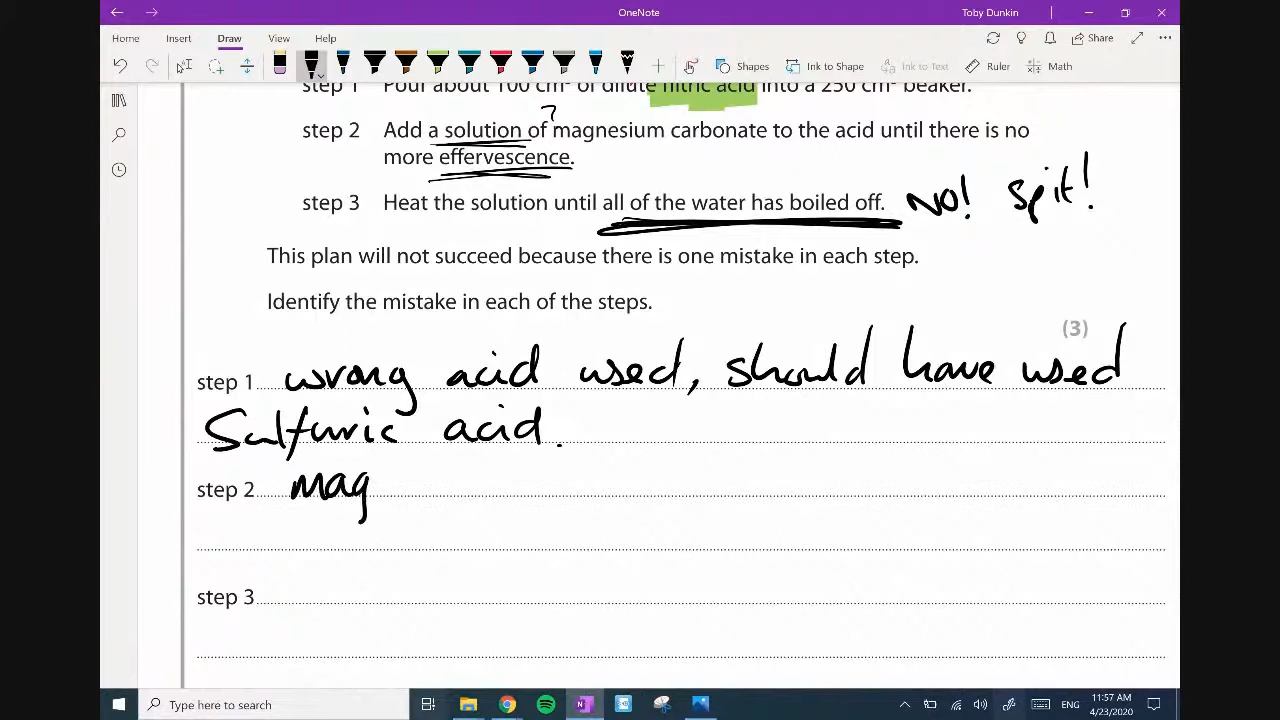 OneNote
Toby Dunkin
Home Insert Draw View Help
Share
Shapes Ink to Shape Ink to Text Ruler Math
step 1 Pour about 100 cm³ of dilute nitric acid into a 250 cm³ beaker.
?
step 2 Add a solution of magnesium carbonate to the acid until there is no
more effervescence.
step 3 Heat the solution until all of the water has boiled off. NO! Spit!
This plan will not succeed because there is one mistake in each step.
Identify the mistake in each of the steps.
(3)
step 1 wrong acid used, should have used
Sulfuric acid.
step 2 mag
step 3
Type here to search
ENG
11:57 AM
4/23/2020